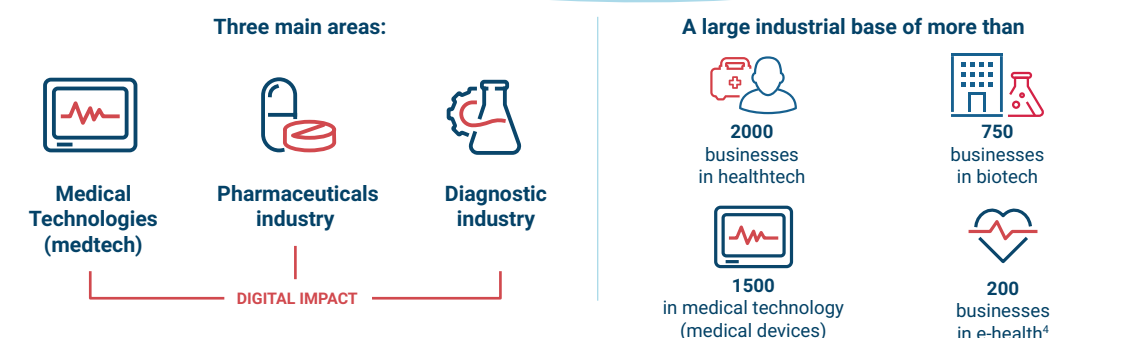 Three main areas:
Medical
Technologies
(medtech)
Pharmaceuticals
industry
Diagnostic
industry
DIGITAL IMPACT
A large industrial base of more than
2000
businesses
in healthtech
750
businesses
in biotech
1500
in medical technology
(medical devices)
200
businesses
in e-health⁴